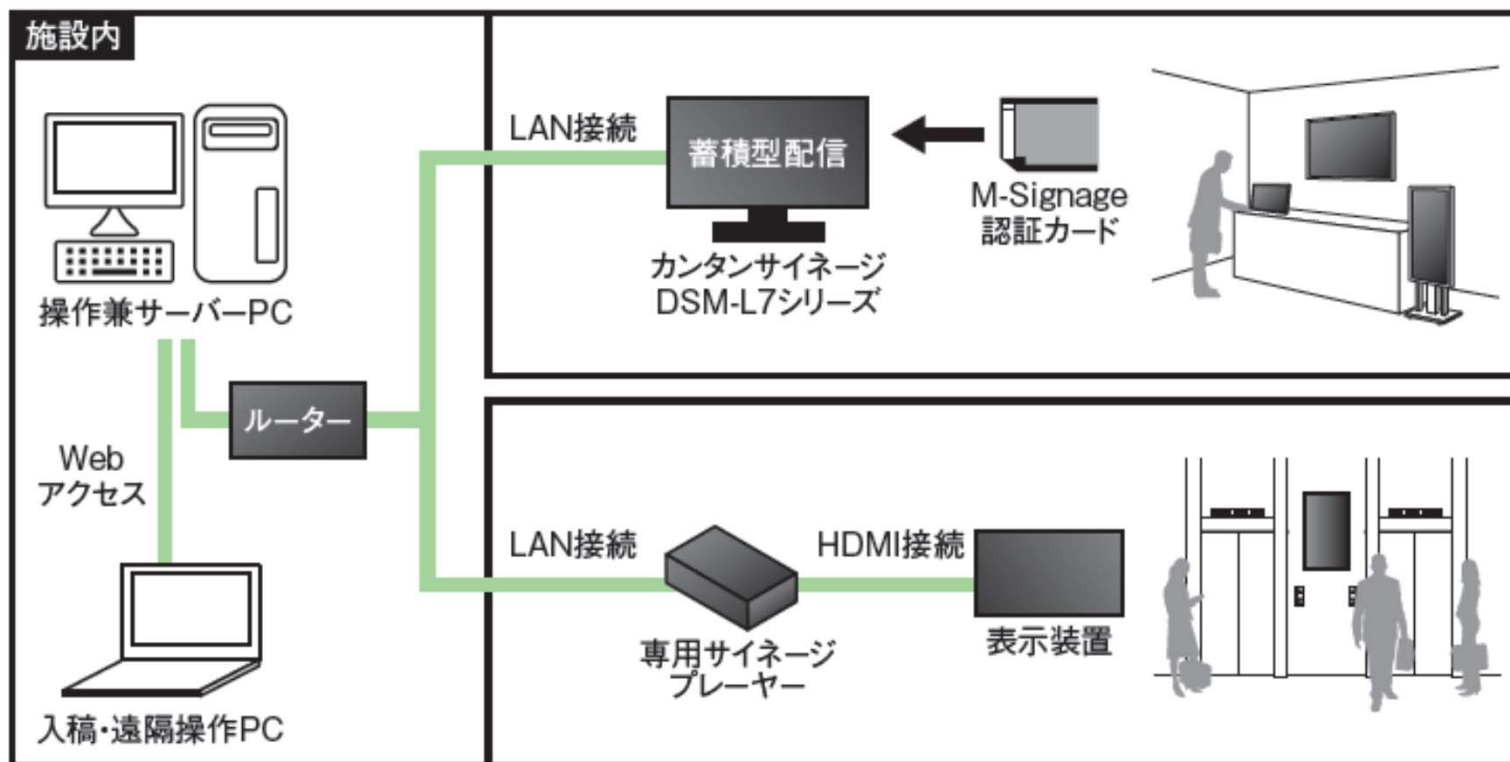 施設内
操作兼サーバーPC
ルーター
Web
アクセス
入稿・遠隔操作PC
LAN接続
蓄積型配信
M-Signage
認証カード
カンタンサイネージ
DSM-L7シリーズ
LAN接続
HDMI接続
専用サイネージ
プレーヤー
表示装置